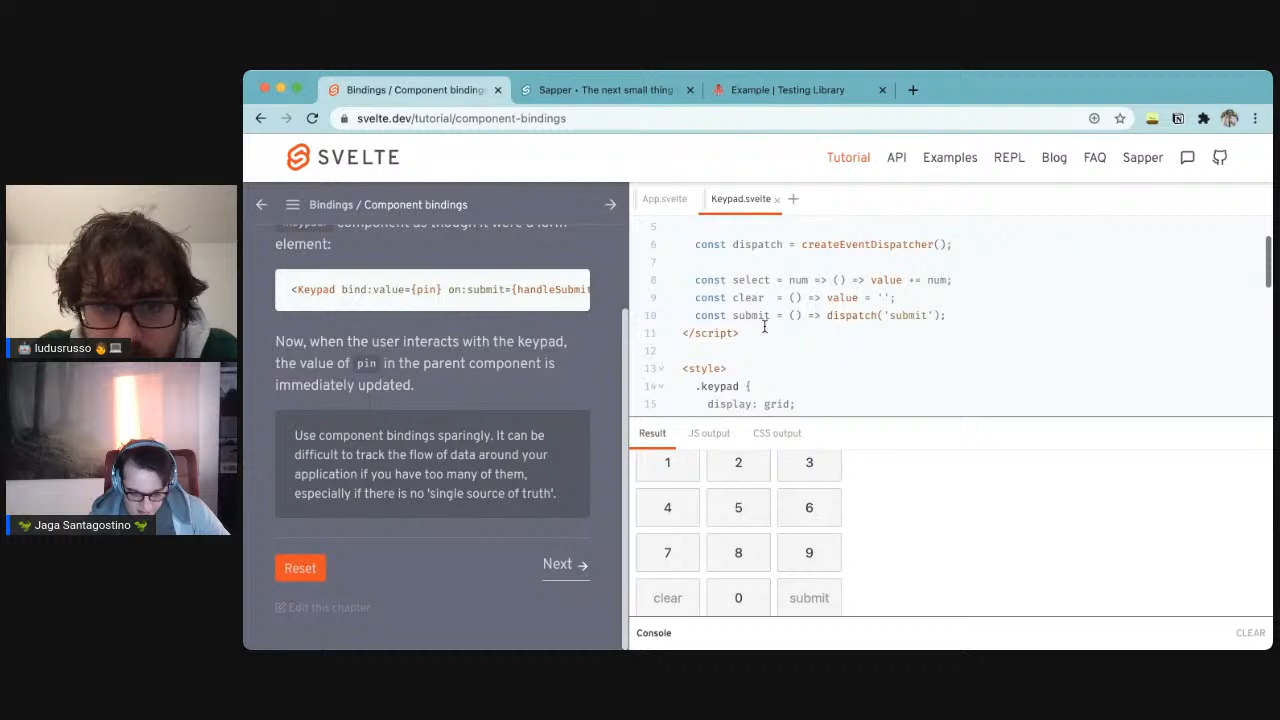 Bindings / Component bindings
Sapper • The next small thing
Example | Testing Library
svelte.dev/tutorial/component-bindings
SVELTE
Tutorial
API
Examples
REPL
Blog
FAQ
Sapper
Bindings / Component bindings
component as though it were a form
element:
<Keypad bind:value={pin} on:submit={handleSubmit
Now, when the user interacts with the keypad,
the value of pin in the parent component is
immediately updated.
Use component bindings sparingly. It can be
difficult to track the flow of data around your
application if you have too many of them,
especially if there is no 'single source of truth'.
Reset
Next →
Edit this chapter
App.svelte
Keypad.svelte × +
5
6 const dispatch = createEventDispatcher();
7
8 const select = num => () => value += num;
9 const clear  = () => value = '';
10 const submit = () => dispatch('submit');
11 </script>
12
13 <style>
14 .keypad {
15 display: grid;
Result
JS output
CSS output
1 2 3
4 5 6
7 8 9
clear 0 submit
Console
CLEAR
🤖 ludusrusso 👨‍💻
🦖 Jaga Santagostino 🦖